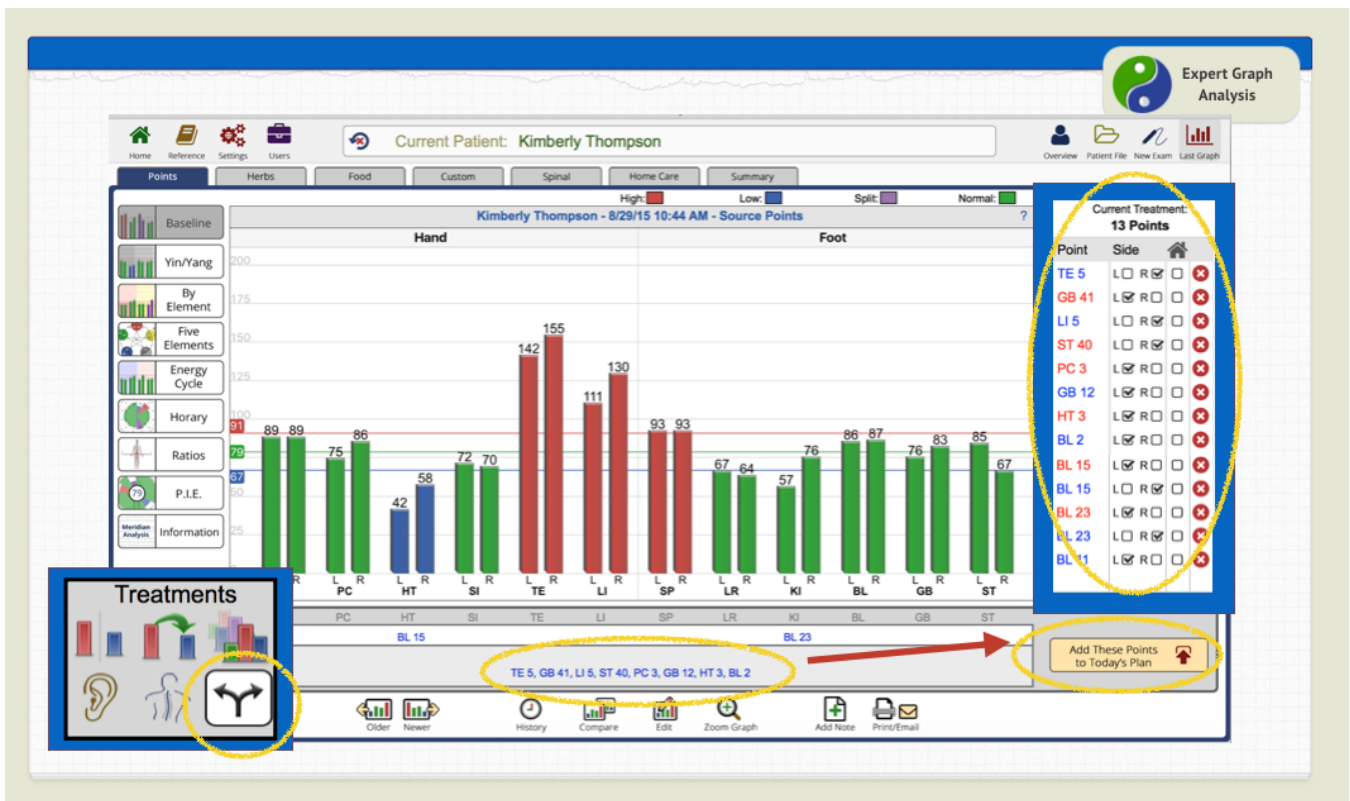 Expert Graph
Analysis
Current Patient: Kimberly Thompson
Home Reference Settings Users
Overview Patient File New Exam Last Graph
Points Herbs Food Custom Spinal Home Care Summary
High: Low: Split: Normal:
Kimberly Thompson - 8/29/15 10:44 AM - Source Points ?
Hand Foot
Baseline
Yin/Yang
By
Element
Five
Elements
Energy
Cycle
Horary
Ratios
79 P.I.E.
Meridian
Analysis Information
200
175
150
125
100
91
79
67
50
25
89 89 75 86 42 58 72 70 142 155 111 130 93 93 67 64 57 76 86 87 76 83 85 67
R L R L R L R L R L R L R L R L R L R L R L R
PC HT SI TE LI SP LR KI BL GB ST
PC HT SI TE LI SP LR KI BL GB ST
BL 15 BL 23
TE 5, GB 41, LI 5, ST 40, PC 3, GB 12, HT 3, BL 2
Older Newer History Compare Edit Zoom Graph Add Note Print/Email
Treatments
Current Treatment:
13 Points
Point Side
TE 5 L R
GB 41 L R
LI 5 L R
ST 40 L R
PC 3 L R
GB 12 L R
HT 3 L R
BL 2 L R
BL 15 L R
BL 15 L R
BL 23 L R
BL 23 L R
BL 11 L R
Add These Points
to Today's Plan